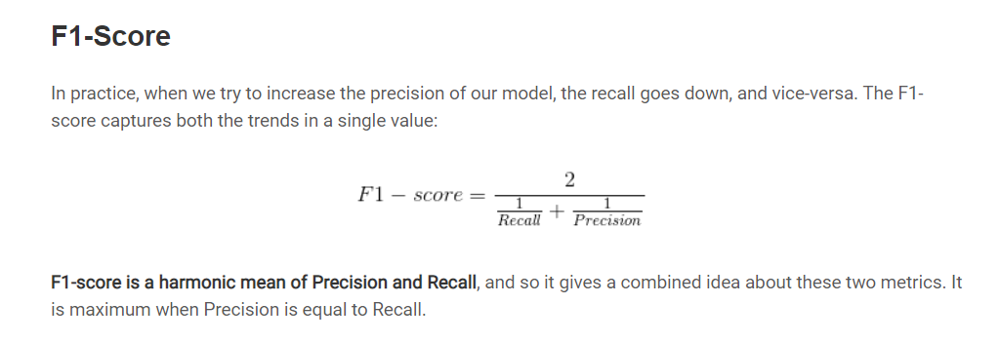 F1-Score
In practice, when we try to increase the precision of our model, the recall goes down, and vice-versa. The F1-
score captures both the trends in a single value:
F1 − score = 2 / (1/Recall + 1/Precision)
F1-score is a harmonic mean of Precision and Recall, and so it gives a combined idea about these two metrics. It
is maximum when Precision is equal to Recall.